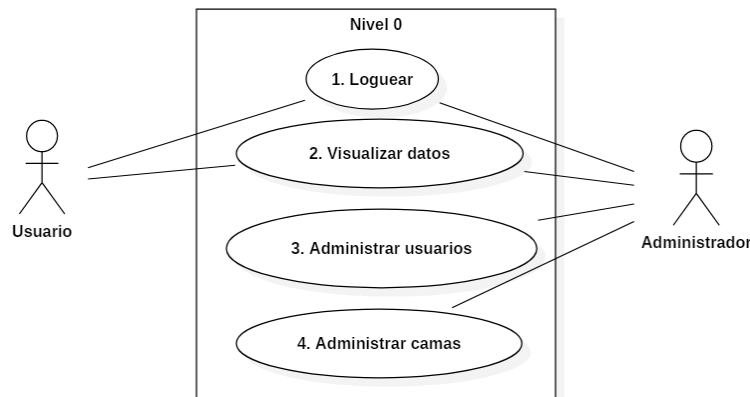 Nivel 0
1. Loguear
2. Visualizar datos
Usuario
3. Administrar usuarios
Administrador
4. Administrar camas